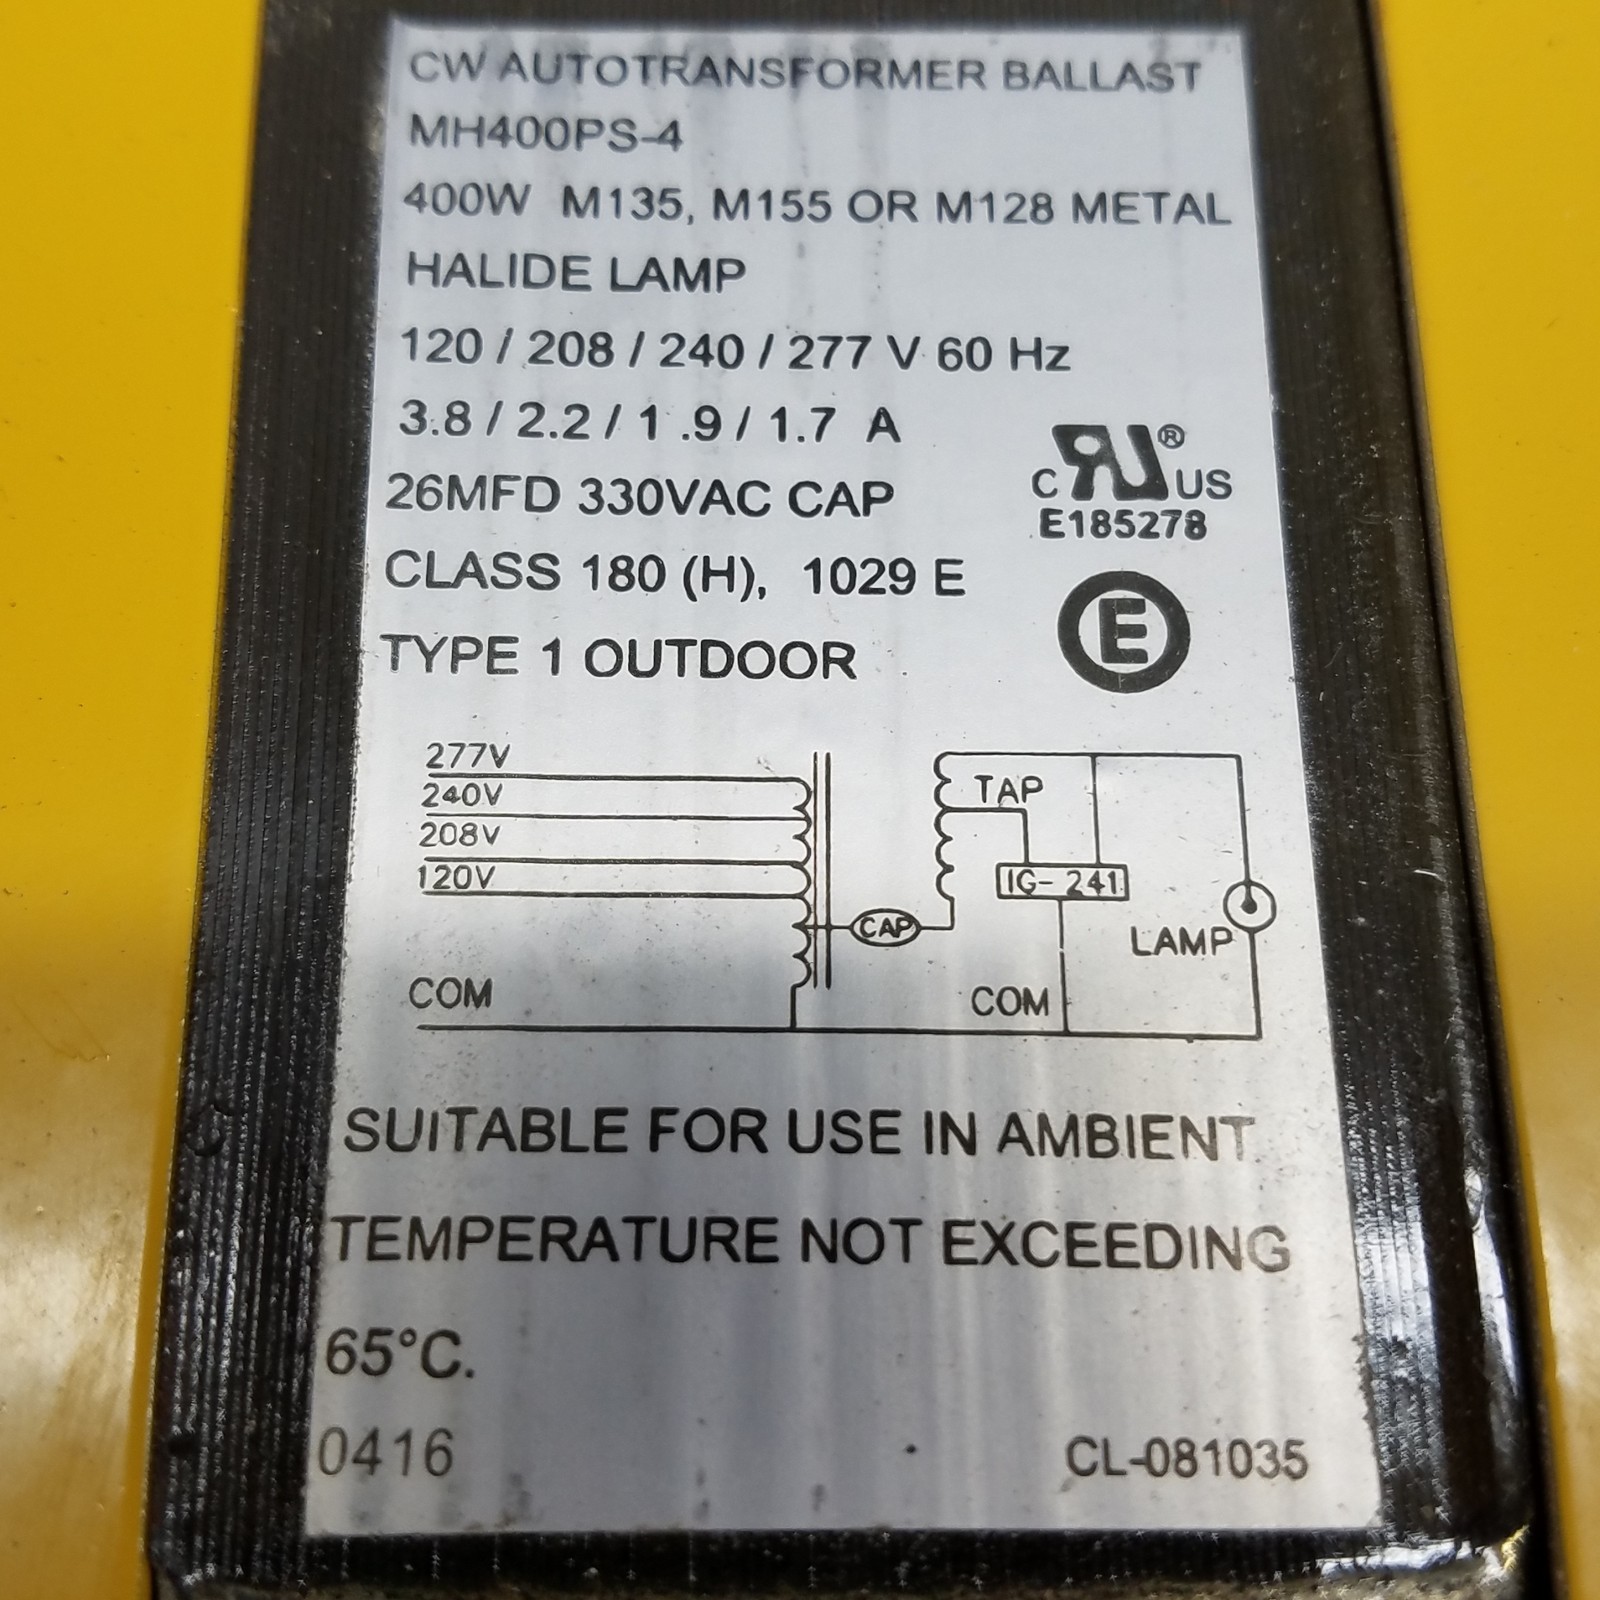 CW AUTOTRANSFORMER BALLAST
MH400PS-4
400W M135, M155 OR M128 METAL
HALIDE LAMP
120 / 208 / 240 / 277 V 60 Hz
3.8 / 2.2 / 1 .9 / 1.7 A
26MFD 330VAC CAP
CLASS 180 (H), 1029 E
TYPE 1 OUTDOOR
C RU® US
E185278
E
277V
240V
208V
120V
COM
CAP
TAP
IG-241
LAMP
COM
SUITABLE FOR USE IN AMBIENT
TEMPERATURE NOT EXCEEDING
65°C.
0416 CL-081035